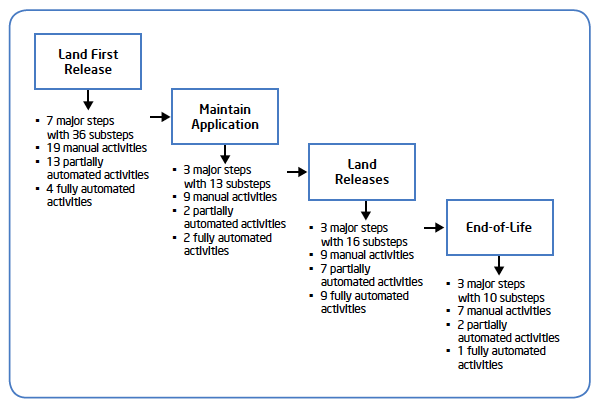 Land First
Release
▪ 7 major steps
with 36 substeps
▪ 19 manual activities
▪ 13 partially
automated activities
▪ 4 fully automated
activities
Maintain
Application
▪ 3 major steps
with 13 substeps
▪ 9 manual activities
▪ 2 partially
automated activities
▪ 2 fully automated
activities
Land
Releases
▪ 3 major steps
with 16 substeps
▪ 9 manual activities
▪ 7 partially
automated activities
▪ 9 fully automated
activities
End-of-Life
▪ 3 major steps
with 10 substeps
▪ 7 manual activities
▪ 2 partially
automated activities
▪ 1 fully automated
activities